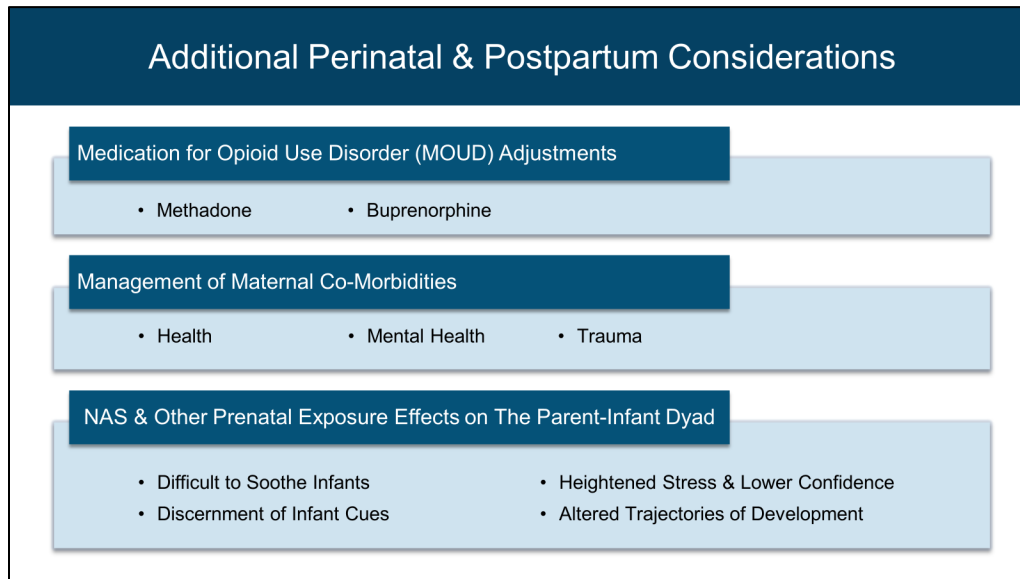 Additional Perinatal & Postpartum Considerations
Medication for Opioid Use Disorder (MOUD) Adjustments
• Methadone • Buprenorphine
Management of Maternal Co-Morbidities
• Health • Mental Health • Trauma
NAS & Other Prenatal Exposure Effects on The Parent-Infant Dyad
• Difficult to Soothe Infants • Heightened Stress & Lower Confidence
• Discernment of Infant Cues • Altered Trajectories of Development